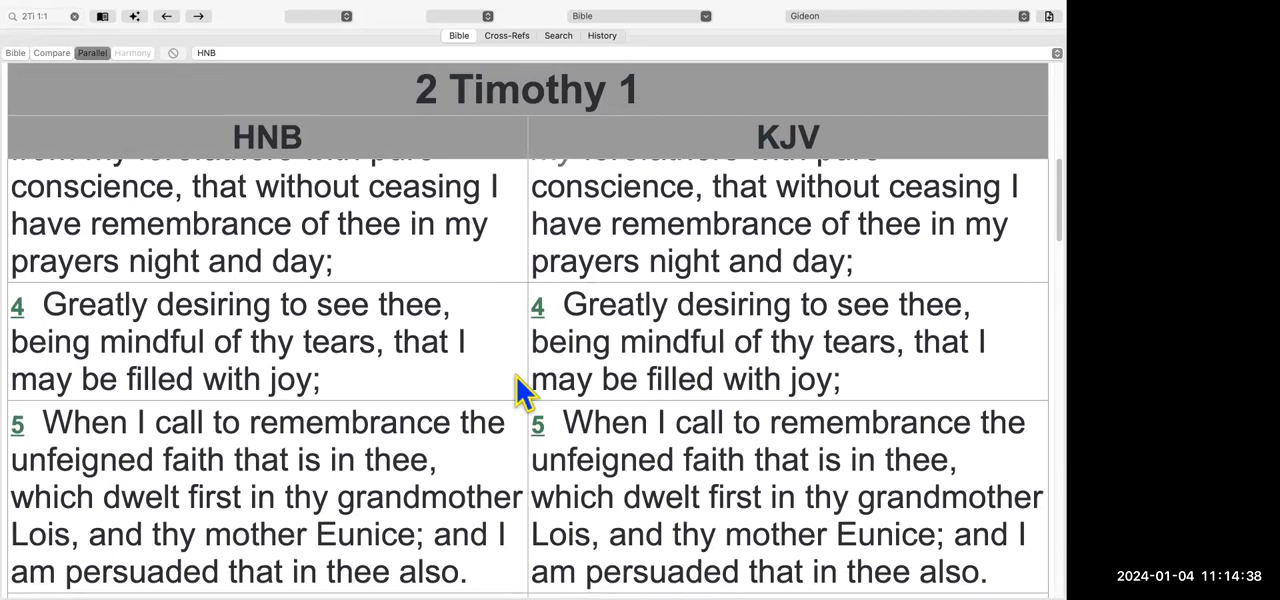 2Ti 1:1
Bible
Gideon
Bible Cross-Refs Search History
Bible Compare Parallel Harmony HNB
2 Timothy 1
HNB
conscience, that without ceasing I
have remembrance of thee in my
prayers night and day;
4 Greatly desiring to see thee,
being mindful of thy tears, that I
may be filled with joy;
5 When I call to remembrance the
unfeigned faith that is in thee,
which dwelt first in thy grandmother
Lois, and thy mother Eunice; and I
am persuaded that in thee also.
KJV
conscience, that without ceasing I
have remembrance of thee in my
prayers night and day;
4 Greatly desiring to see thee,
being mindful of thy tears, that I
may be filled with joy;
5 When I call to remembrance the
unfeigned faith that is in thee,
which dwelt first in thy grandmother
Lois, and thy mother Eunice; and I
am persuaded that in thee also.
2024-01-04 11:14:38